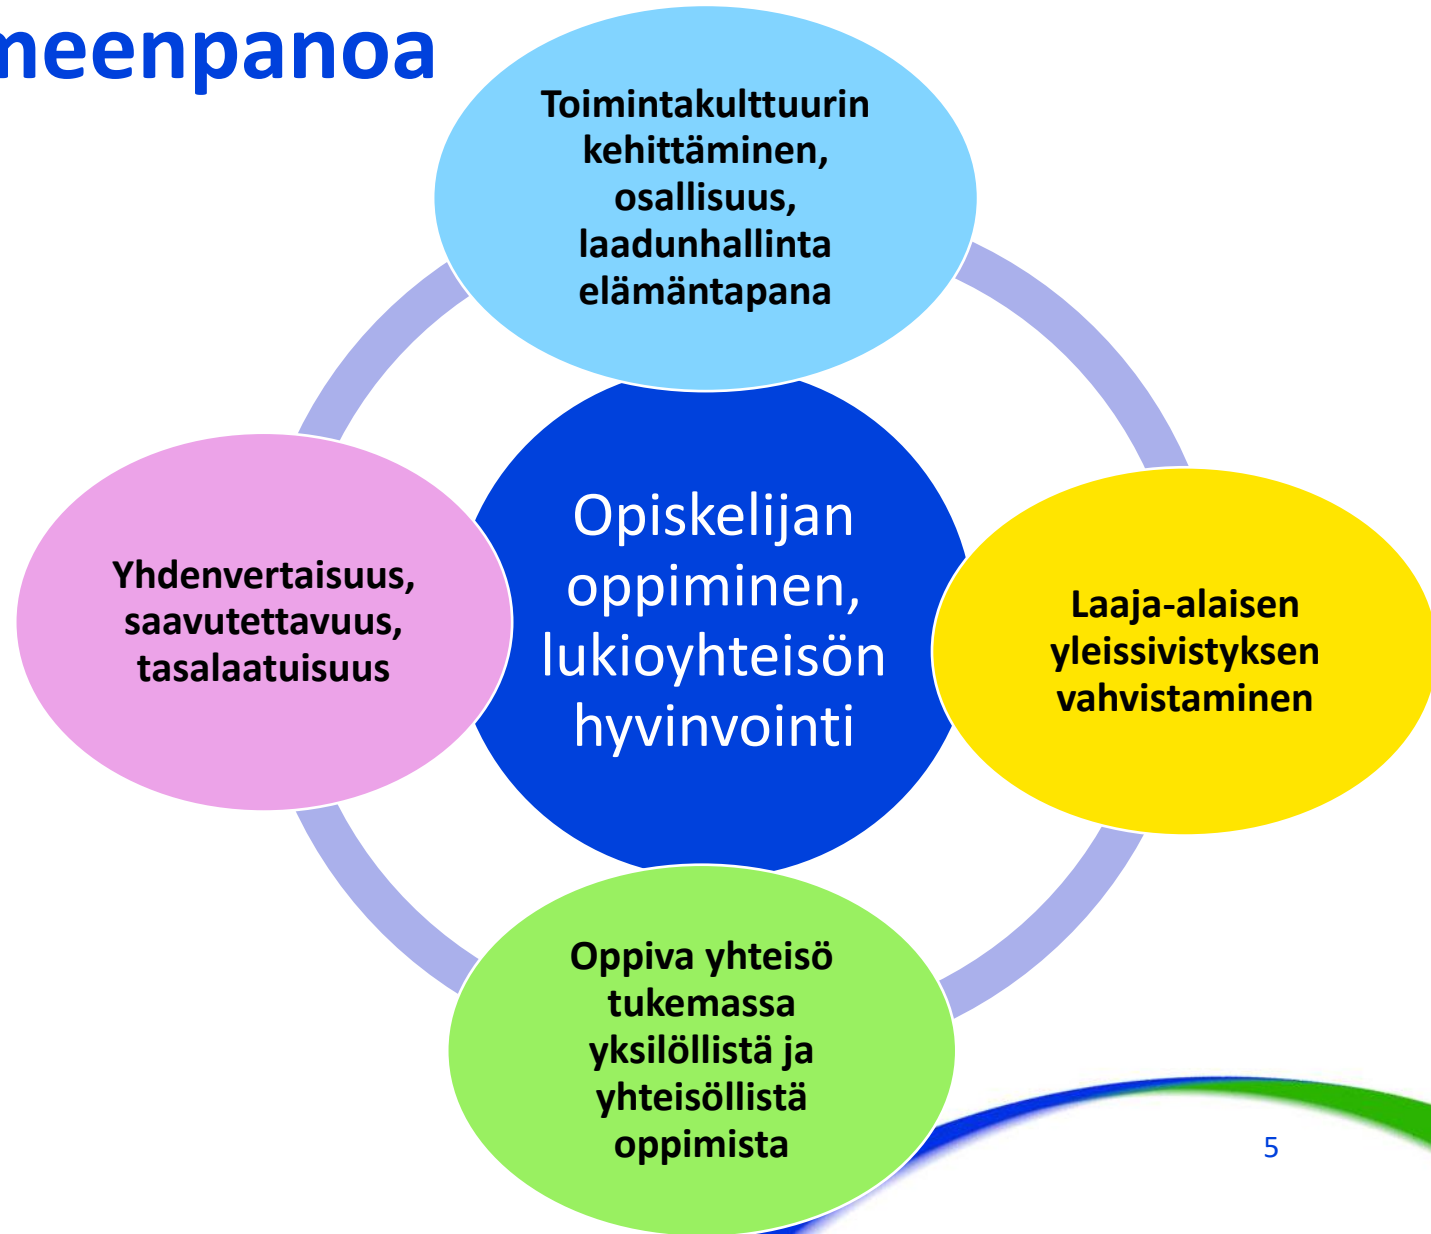 meenpanoa
Toimintakulttuurin
kehittäminen,
osallisuus,
laadunhallinta
elämäntapana
Opiskelijan
oppiminen,
lukioyhteisön
hyvinvointi
Yhdenvertaisuus,
saavutettavuus,
tasalaatuisuus
Laaja-alaisen
yleissivistyksen
vahvistaminen
Oppiva yhteisö
tukemassa
yksilöllistä ja
yhteisöllistä
oppimista
5